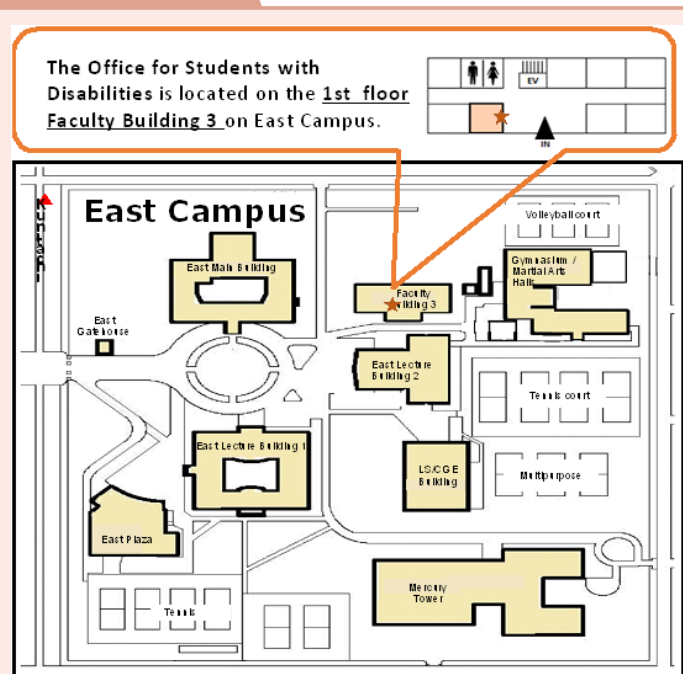 The Office for Students with
Disabilities is located on the 1st floor
Faculty Building 3 on East Campus.
EV
IN
East Campus
Kunitachi
Volleyball court
East Main Building
Gymnasium /
Martial Arts
Halls
Faculty
Building 3
East
Gatehouse
East Lecture
Building 2
Tennis court
East Lecture Building 1
LS/CGE
Building
Multipurpose
East Plaza
Mercury
Tower
Tennis